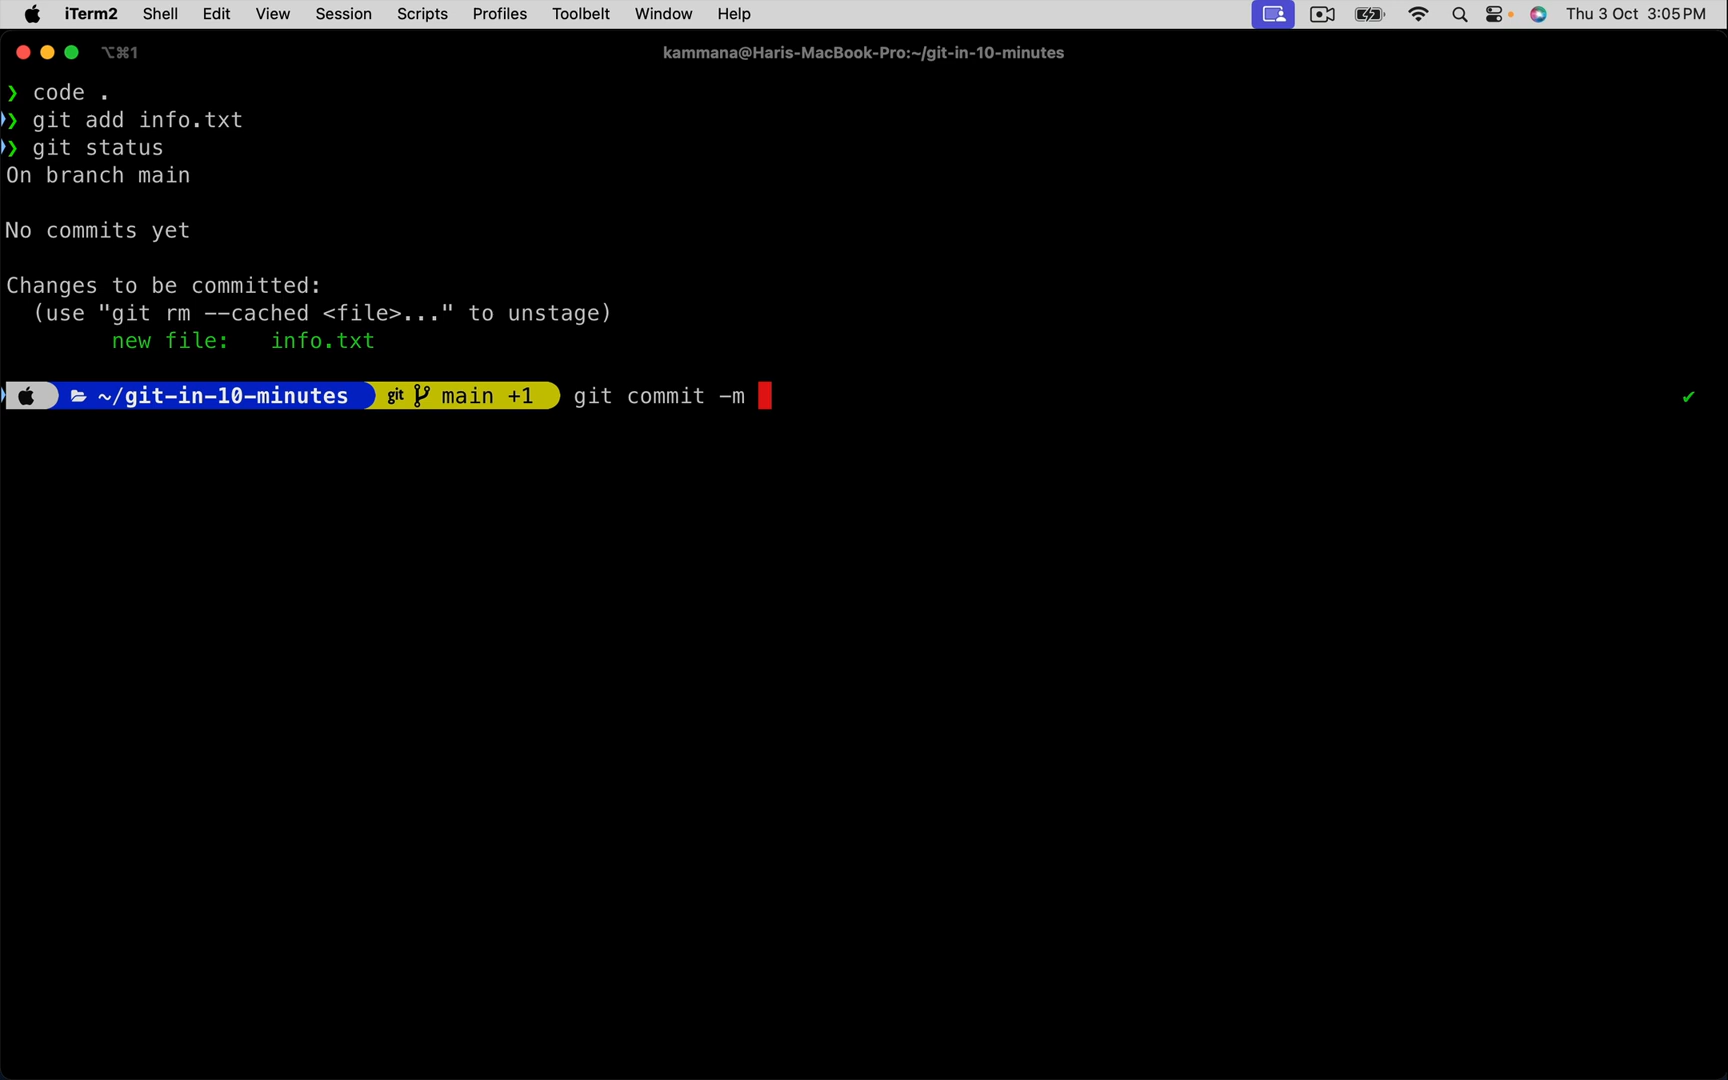 iTerm2 Shell Edit View Session Scripts Profiles Toolbelt Window Help Thu 3 Oct 3:05 PM
⌥⌘1 kammana@Haris-MacBook-Pro:~/git-in-10-minutes
❯ code .
❯ git add info.txt
❯ git status
On branch main
No commits yet
Changes to be committed:
(use "git rm --cached <file>..." to unstage)
new file: info.txt
~/git-in-10-minutes git main +1 git commit -m ✔